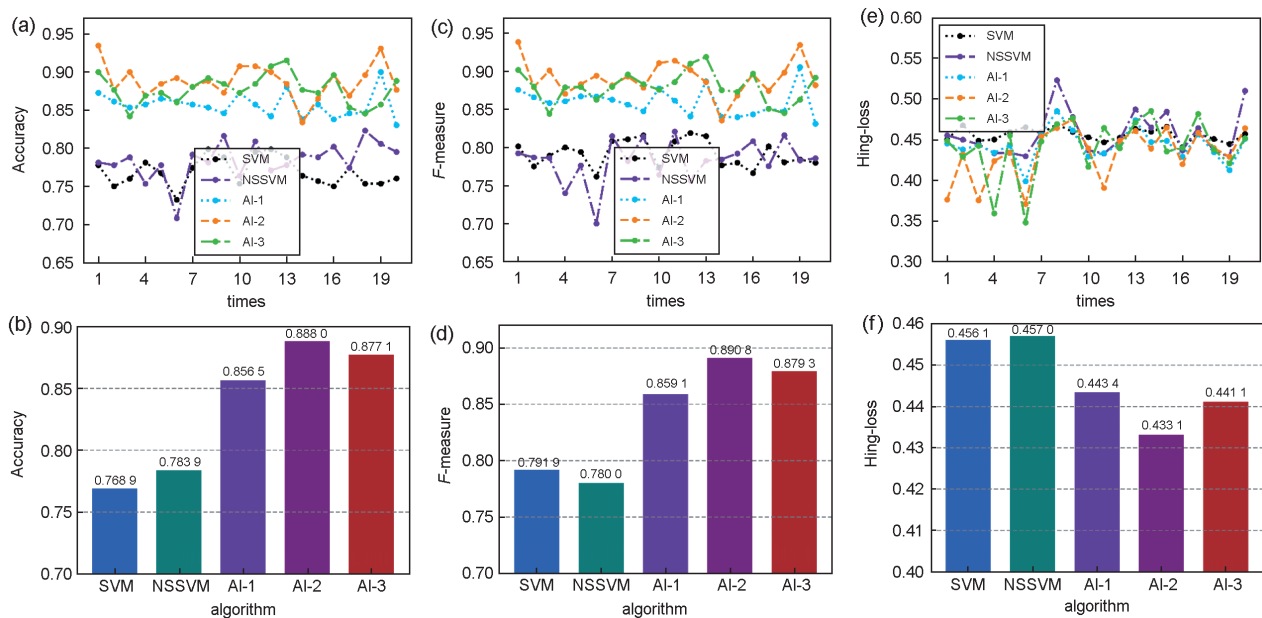 (a)
Accuracy
0.95
0.90
0.85
0.80
0.75
0.70
0.65
SVM
NSSVM
AI-1
AI-2
AI-3
1 4 7 10 13 16 19
times
(c)
F-measure
0.95
0.90
0.85
0.80
0.75
0.70
0.65
SVM
NSSVM
AI-1
AI-2
AI-3
1 4 7 10 13 16 19
times
(e)
Hing-loss
0.60
0.55
0.50
0.45
0.40
0.35
0.30
SVM
NSSVM
AI-1
AI-2
AI-3
1 4 7 10 13 16 19
times
(b)
Accuracy
0.90
0.85
0.80
0.75
0.70
0.768 9
0.783 9
0.856 5
0.888 0
0.877 1
SVM NSSVM AI-1 AI-2 AI-3
algorithm
(d)
F-measure
0.90
0.85
0.80
0.75
0.70
0.791 9
0.780 0
0.859 1
0.890 8
0.879 3
SVM NSSVM AI-1 AI-2 AI-3
algorithm
(f)
Hing-loss
0.46
0.45
0.44
0.43
0.42
0.41
0.40
0.456 1
0.457 0
0.443 4
0.433 1
0.441 1
SVM NSSVM AI-1 AI-2 AI-3
algorithm